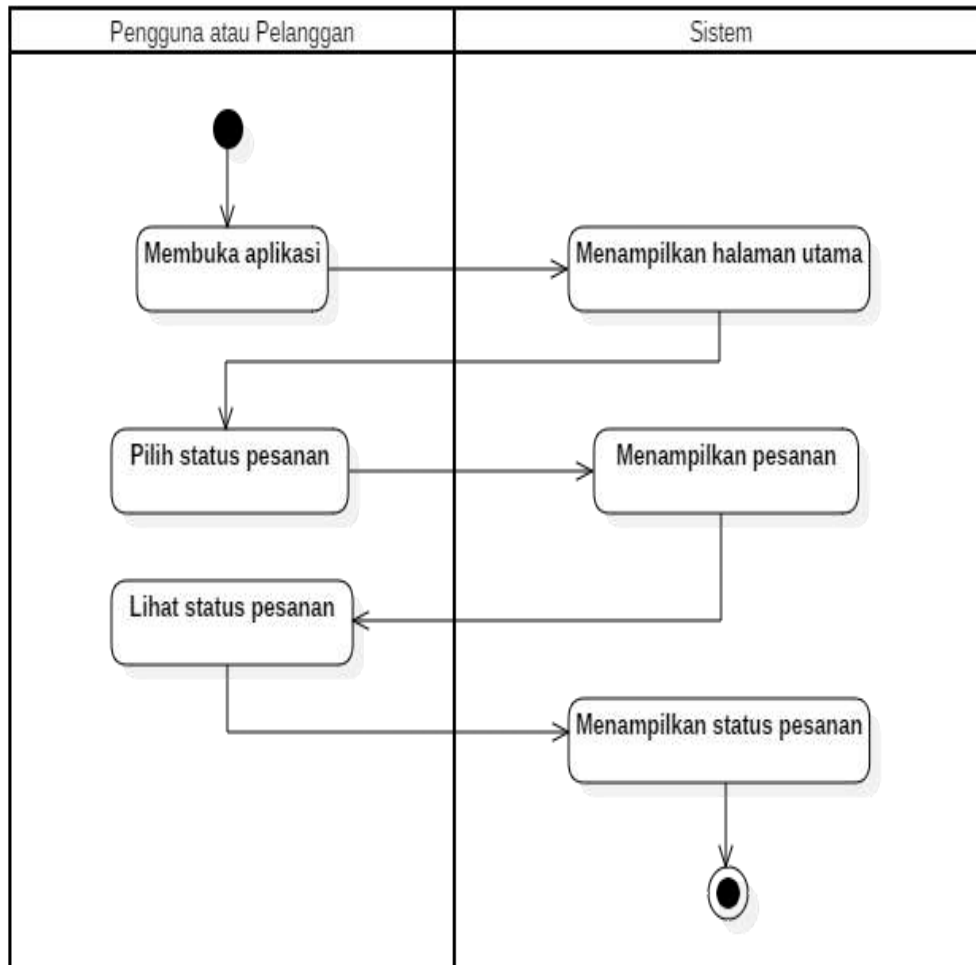 Pengguna atau Pelanggan
Sistem
Membuka aplikasi
Menampilkan halaman utama
Pilih status pesanan
Menampilkan pesanan
Lihat status pesanan
Menampilkan status pesanan